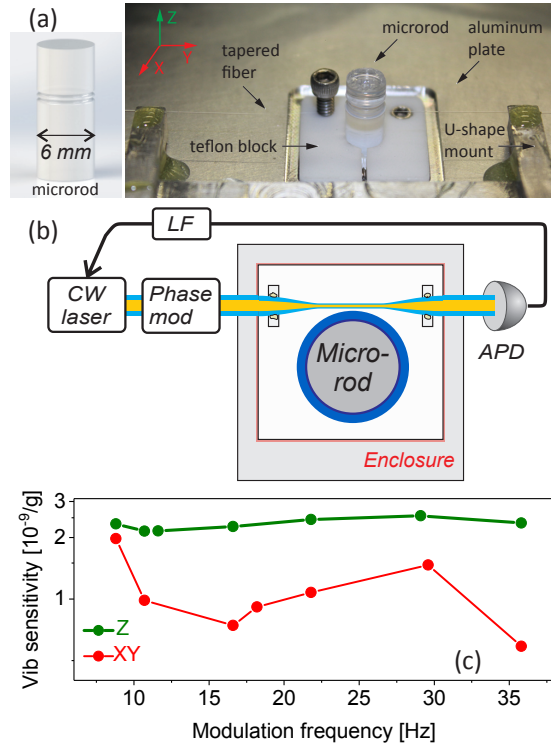 (a)
6 mm
microrod
Z
Y
X
tapered
fiber
microrod
aluminum
plate
teflon block
U-shape
mount
(b)
LF
CW
laser
Phase
mod
Micro-
rod
APD
Enclosure
Vib sensitivity [10⁻⁹/g]
3
2
1
Z
XY
(c)
10 15 20 25 30 35
Modulation frequency [Hz]